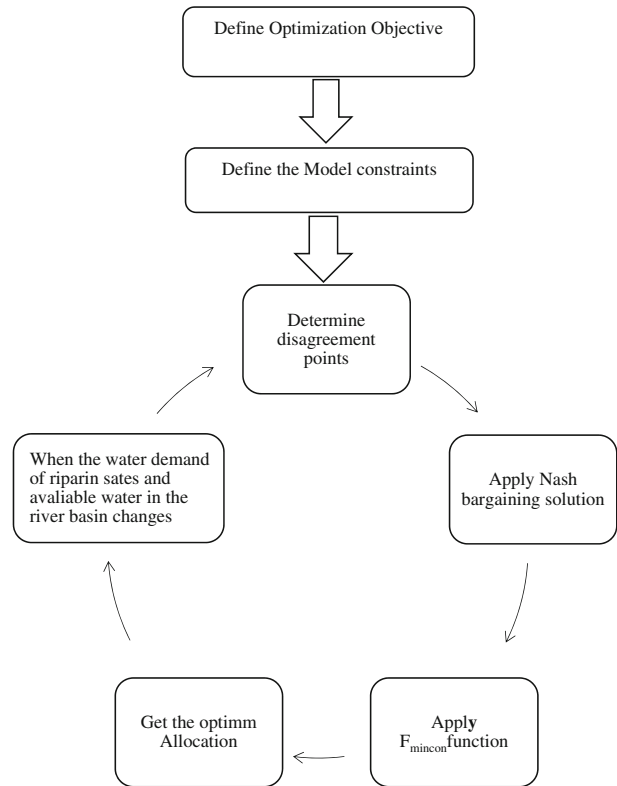 Define Optimization Objective
Define the Model constraints
Determine
disagreement
points
When the water demand
of riparin sates and
avaliable water in the
river basin changes
Apply Nash
bargaining solution
Get the optimm
Allocation
Apply
Fmincon function